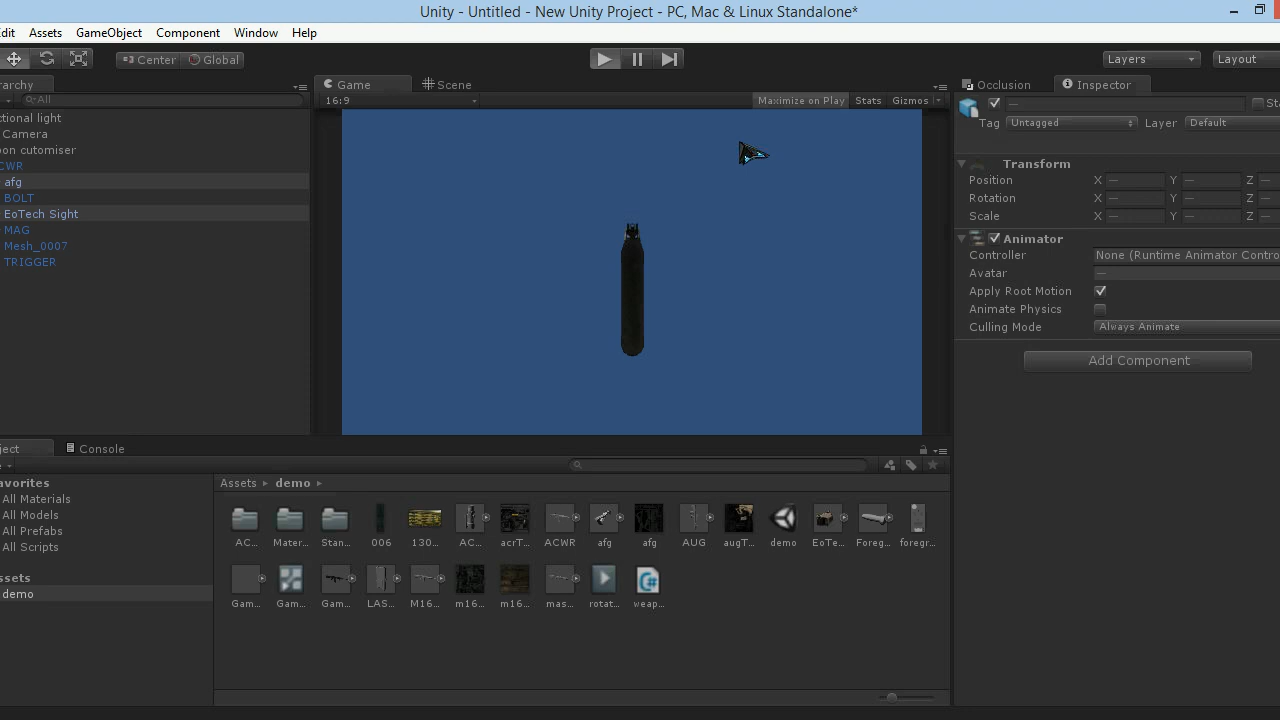 Unity - Untitled - New Unity Project - PC, Mac & Linux Standalone*
dit Assets GameObject Component Window Help
Center Global Layers Layout
rarchy Game Scene Occlusion Inspector
All 16:9 Maximize on Play Stats Gizmos
ctional light
Camera
pon cutomiser
CWR
afg
BOLT
EoTech Sight
MAG
Mesh_0007
TRIGGER
— Sta
Tag Untagged Layer Default
Transform
Position X — Y — Z —
Rotation X — Y — Z —
Scale X — Y — Z —
Animator
Controller None (Runtime Animator Contro
Avatar —
Apply Root Motion
Animate Physics
Culling Mode Always Animate
Add Component
ject Console
avorites
All Materials
All Models
All Prefabs
All Scripts
ssets
demo
Assets demo
AC... Mater... Stan... 006 130... AC... acrT... ACWR afg afg AUG augT... demo EoTe... Foreg... foregr...
Gam... Gam... Gam... LAS... M16... m16... m16... mas... rotat... weap...